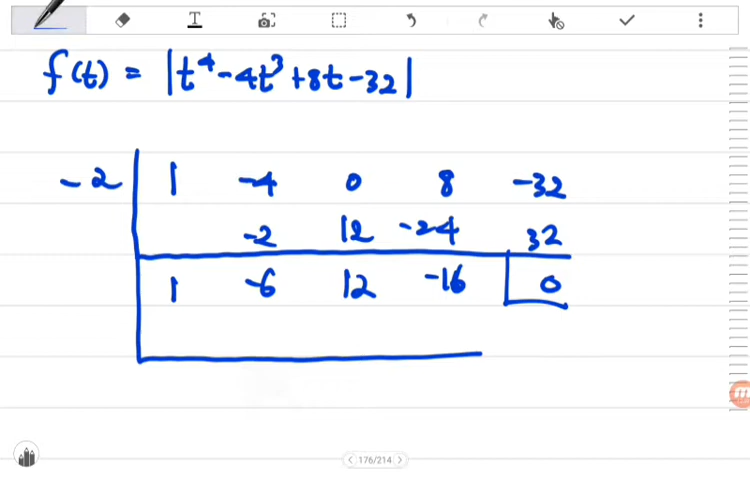 T
f(t) = |t⁴-4t³+8t-32|
-2 1 -4 0 8 -32
-2 12 -24 32
1 -6 12 -16 0
< 176/214 >